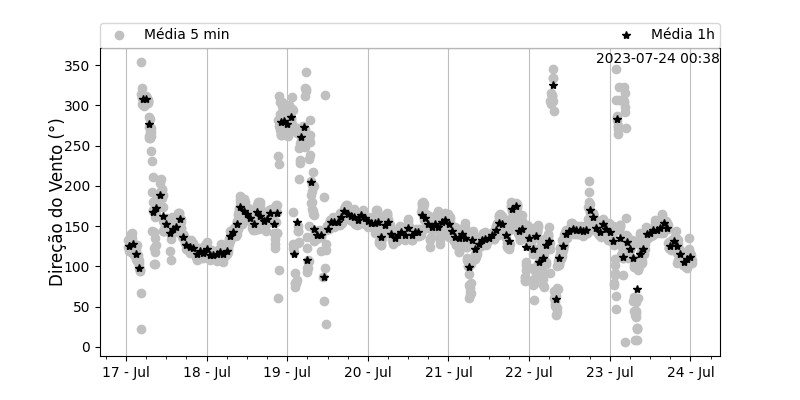 Média 5 min
Média 1h
2023-07-24 00:38
Direção do Vento (°)
350
300
250
200
150
100
50
0
17 - Jul
18 - Jul
19 - Jul
20 - Jul
21 - Jul
22 - Jul
23 - Jul
24 - Jul